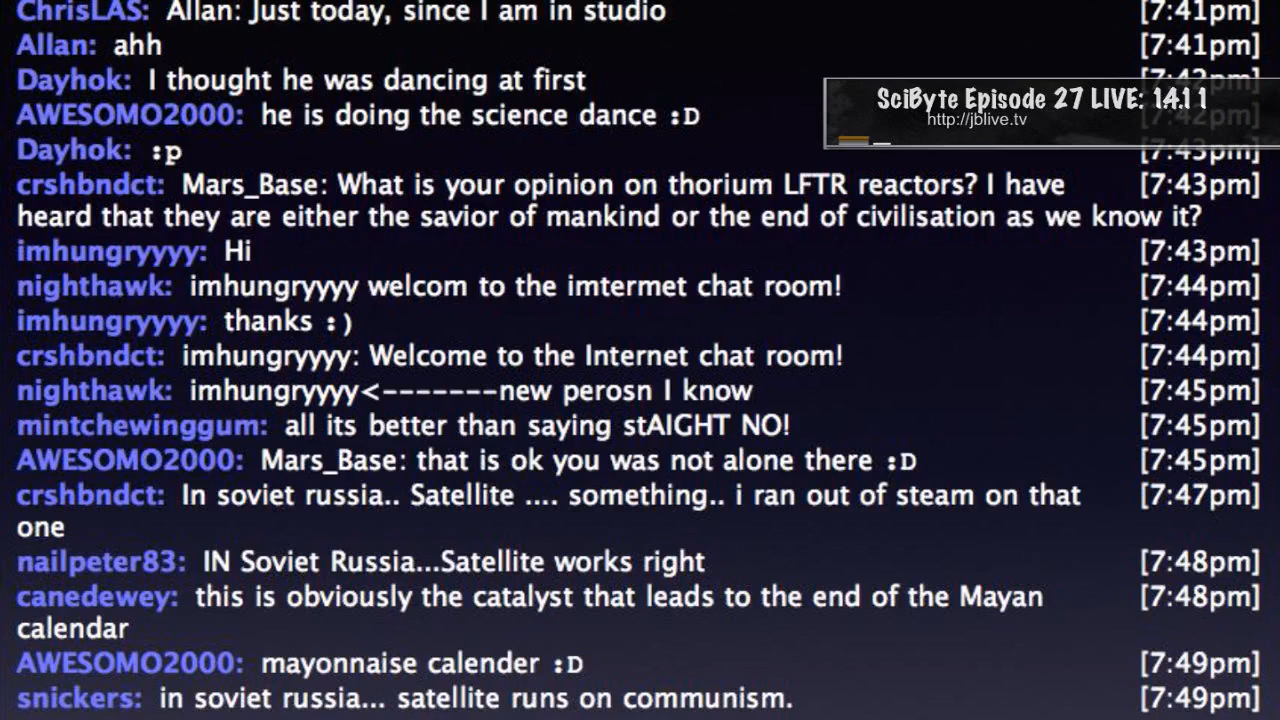 ChrisLAS: Allan: Just today, since I am in studio [7:41pm]
Allan: ahh [7:41pm]
Dayhok: I thought he was dancing at first [7:42pm]
SciByte Episode 27 LIVE: 14.11
http://jblive.tv
AWESOMO2000: he is doing the science dance :D [7:42pm]
Dayhok: :p [7:43pm]
crshbndct: Mars_Base: What is your opinion on thorium LFTR reactors? I have [7:43pm]
heard that they are either the savior of mankind or the end of civilisation as we know it?
imhungryyyy: Hi [7:43pm]
nighthawk: imhungryyyy welcom to the imtermet chat room! [7:44pm]
imhungryyyy: thanks :) [7:44pm]
crshbndct: imhungryyyy: Welcome to the Internet chat room! [7:44pm]
nighthawk: imhungryyyy<-------new perosn I know [7:45pm]
mintchewinggum: all its better than saying stAIGHT NO! [7:45pm]
AWESOMO2000: Mars_Base: that is ok you was not alone there :D [7:45pm]
crshbndct: In soviet russia.. Satellite .... something.. i ran out of steam on that [7:47pm]
one
nailpeter83: IN Soviet Russia...Satellite works right [7:48pm]
canedewey: this is obviously the catalyst that leads to the end of the Mayan [7:48pm]
calendar
AWESOMO2000: mayonnaise calender :D [7:49pm]
snickers: in soviet russia... satellite runs on communism. [7:49pm]